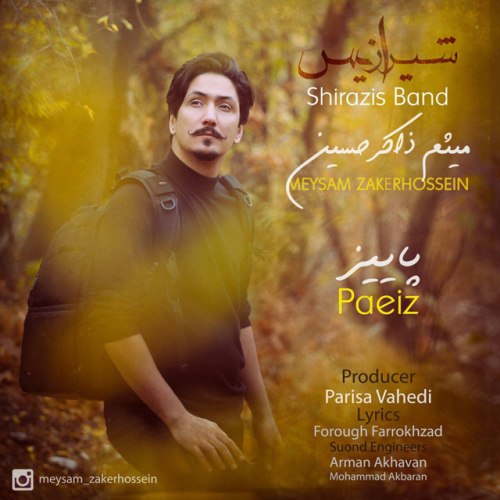 شیرازیس
Shirazis Band
میثم ذاکرحسین
MEYSAM ZAKERHOSSEIN
پاییز
Paeiz
Producer
Parisa Vahedi
Lyrics
Forough Farrokhzad
Suond Engineers
Arman Akhavan
Mohammad Akbaran
meysam_zakerhossein